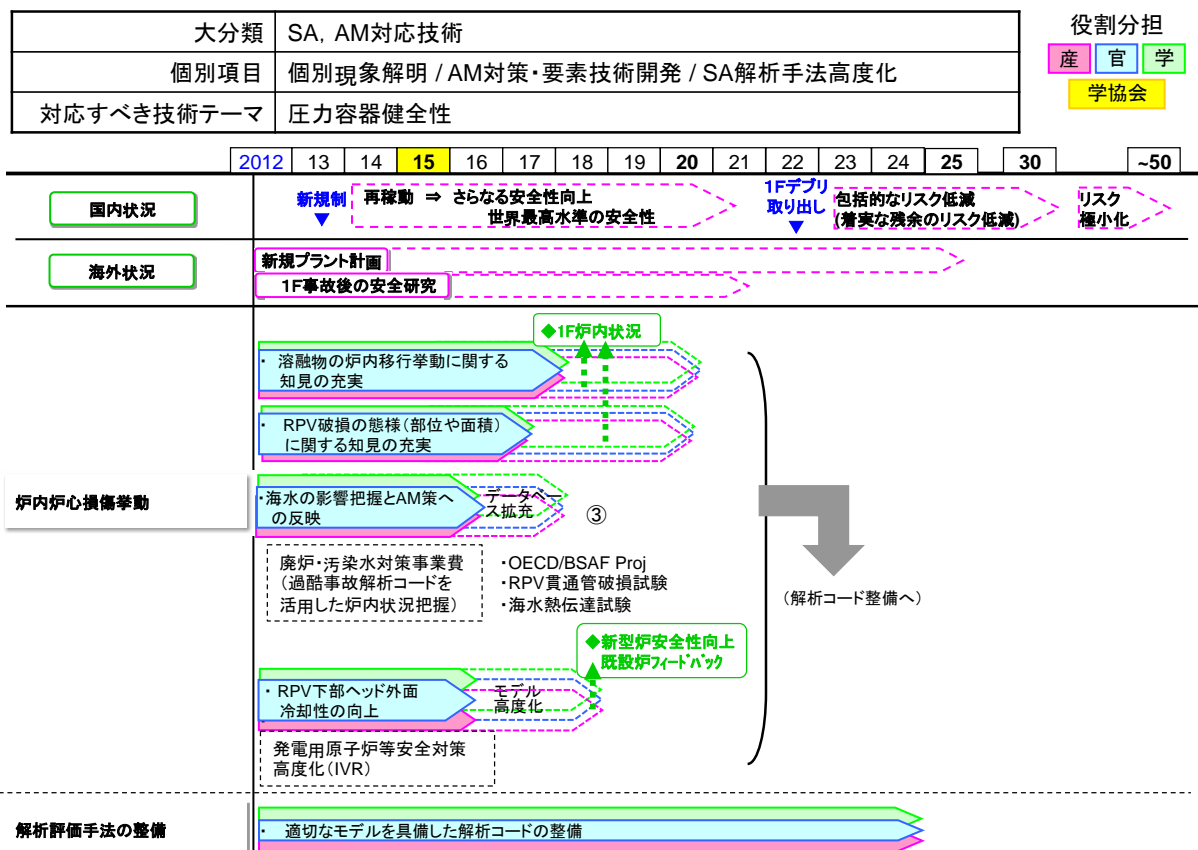 大分類 SA, AM対応技術
個別項目 個別現象解明 / AM対策・要素技術開発 / SA解析手法高度化
対応すべき技術テーマ 圧力容器健全性
役割分担
産 官 学
学協会
2012 13 14 15 16 17 18 19 20 21 22 23 24 25 30 ~50
国内状況
新規制
▼
再稼動 ⇒ さらなる安全性向上
世界最高水準の安全性
1Fデブリ
取り出し
▼
包括的なリスク低減
(着実な残余のリスク低減)
リスク
極小化
海外状況
新規プラント計画
1F事故後の安全研究
◆1F炉内状況
・ 溶融物の炉内移行挙動に関する
知見の充実
・ RPV破損の態様(部位や面積)
に関する知見の充実
炉内炉心損傷挙動
・海水の影響把握とAM策へ
の反映
データベー
ス拡充
③
廃炉・汚染水対策事業費
(過酷事故解析コードを
活用した炉内状況把握)
・OECD/BSAF Proj
・RPV貫通管破損試験
・海水熱伝達試験
(解析コード整備へ)
◆新型炉安全性向上
既設炉フィードバック
・ RPV下部ヘッド外面
冷却性の向上
モデル
高度化
発電用原子炉等安全対策
高度化(IVR)
解析評価手法の整備
・ 適切なモデルを具備した解析コードの整備